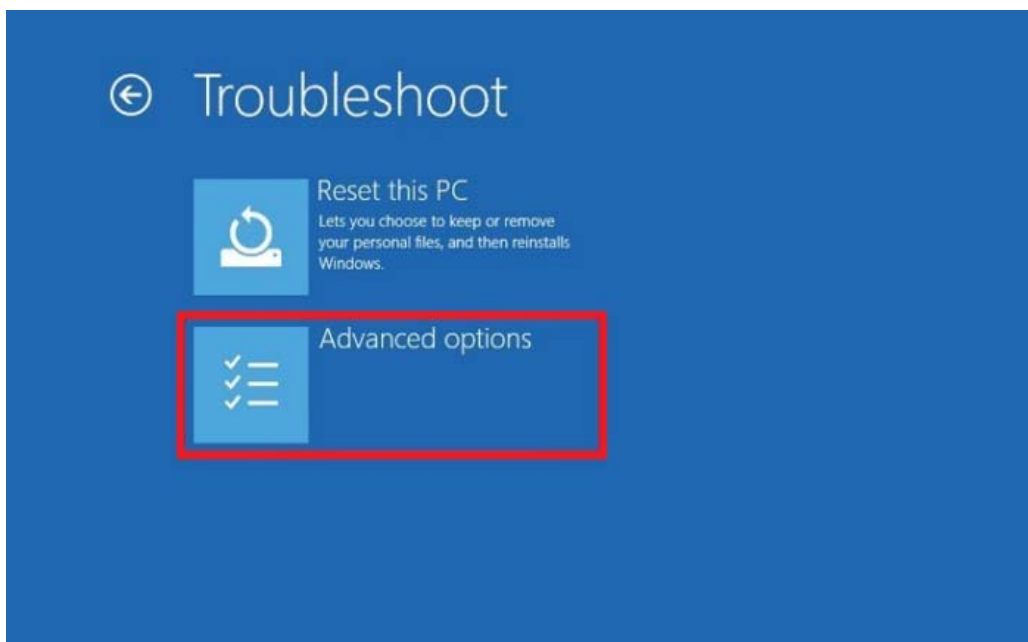 Troubleshoot
Reset this PC
Lets you choose to keep or remove
your personal files, and then reinstalls
Windows.
Advanced options